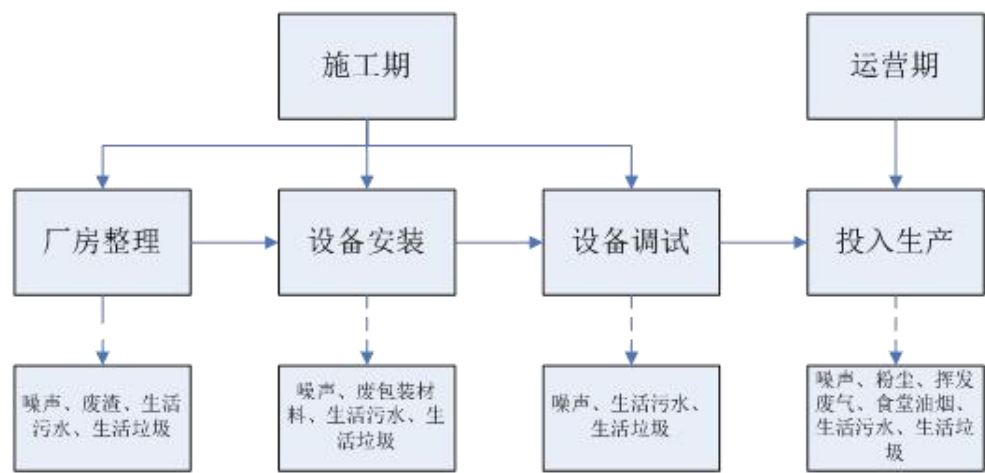 施工期
运营期
厂房整理
设备安装
设备调试
投入生产
噪声、废渣、生活
污水、生活垃圾
噪声、废包装材
料、生活污水、生
活垃圾
噪声、生活污水、
生活垃圾
噪声、粉尘、挥发
废气、食堂油烟、
生活污水、生活垃
圾